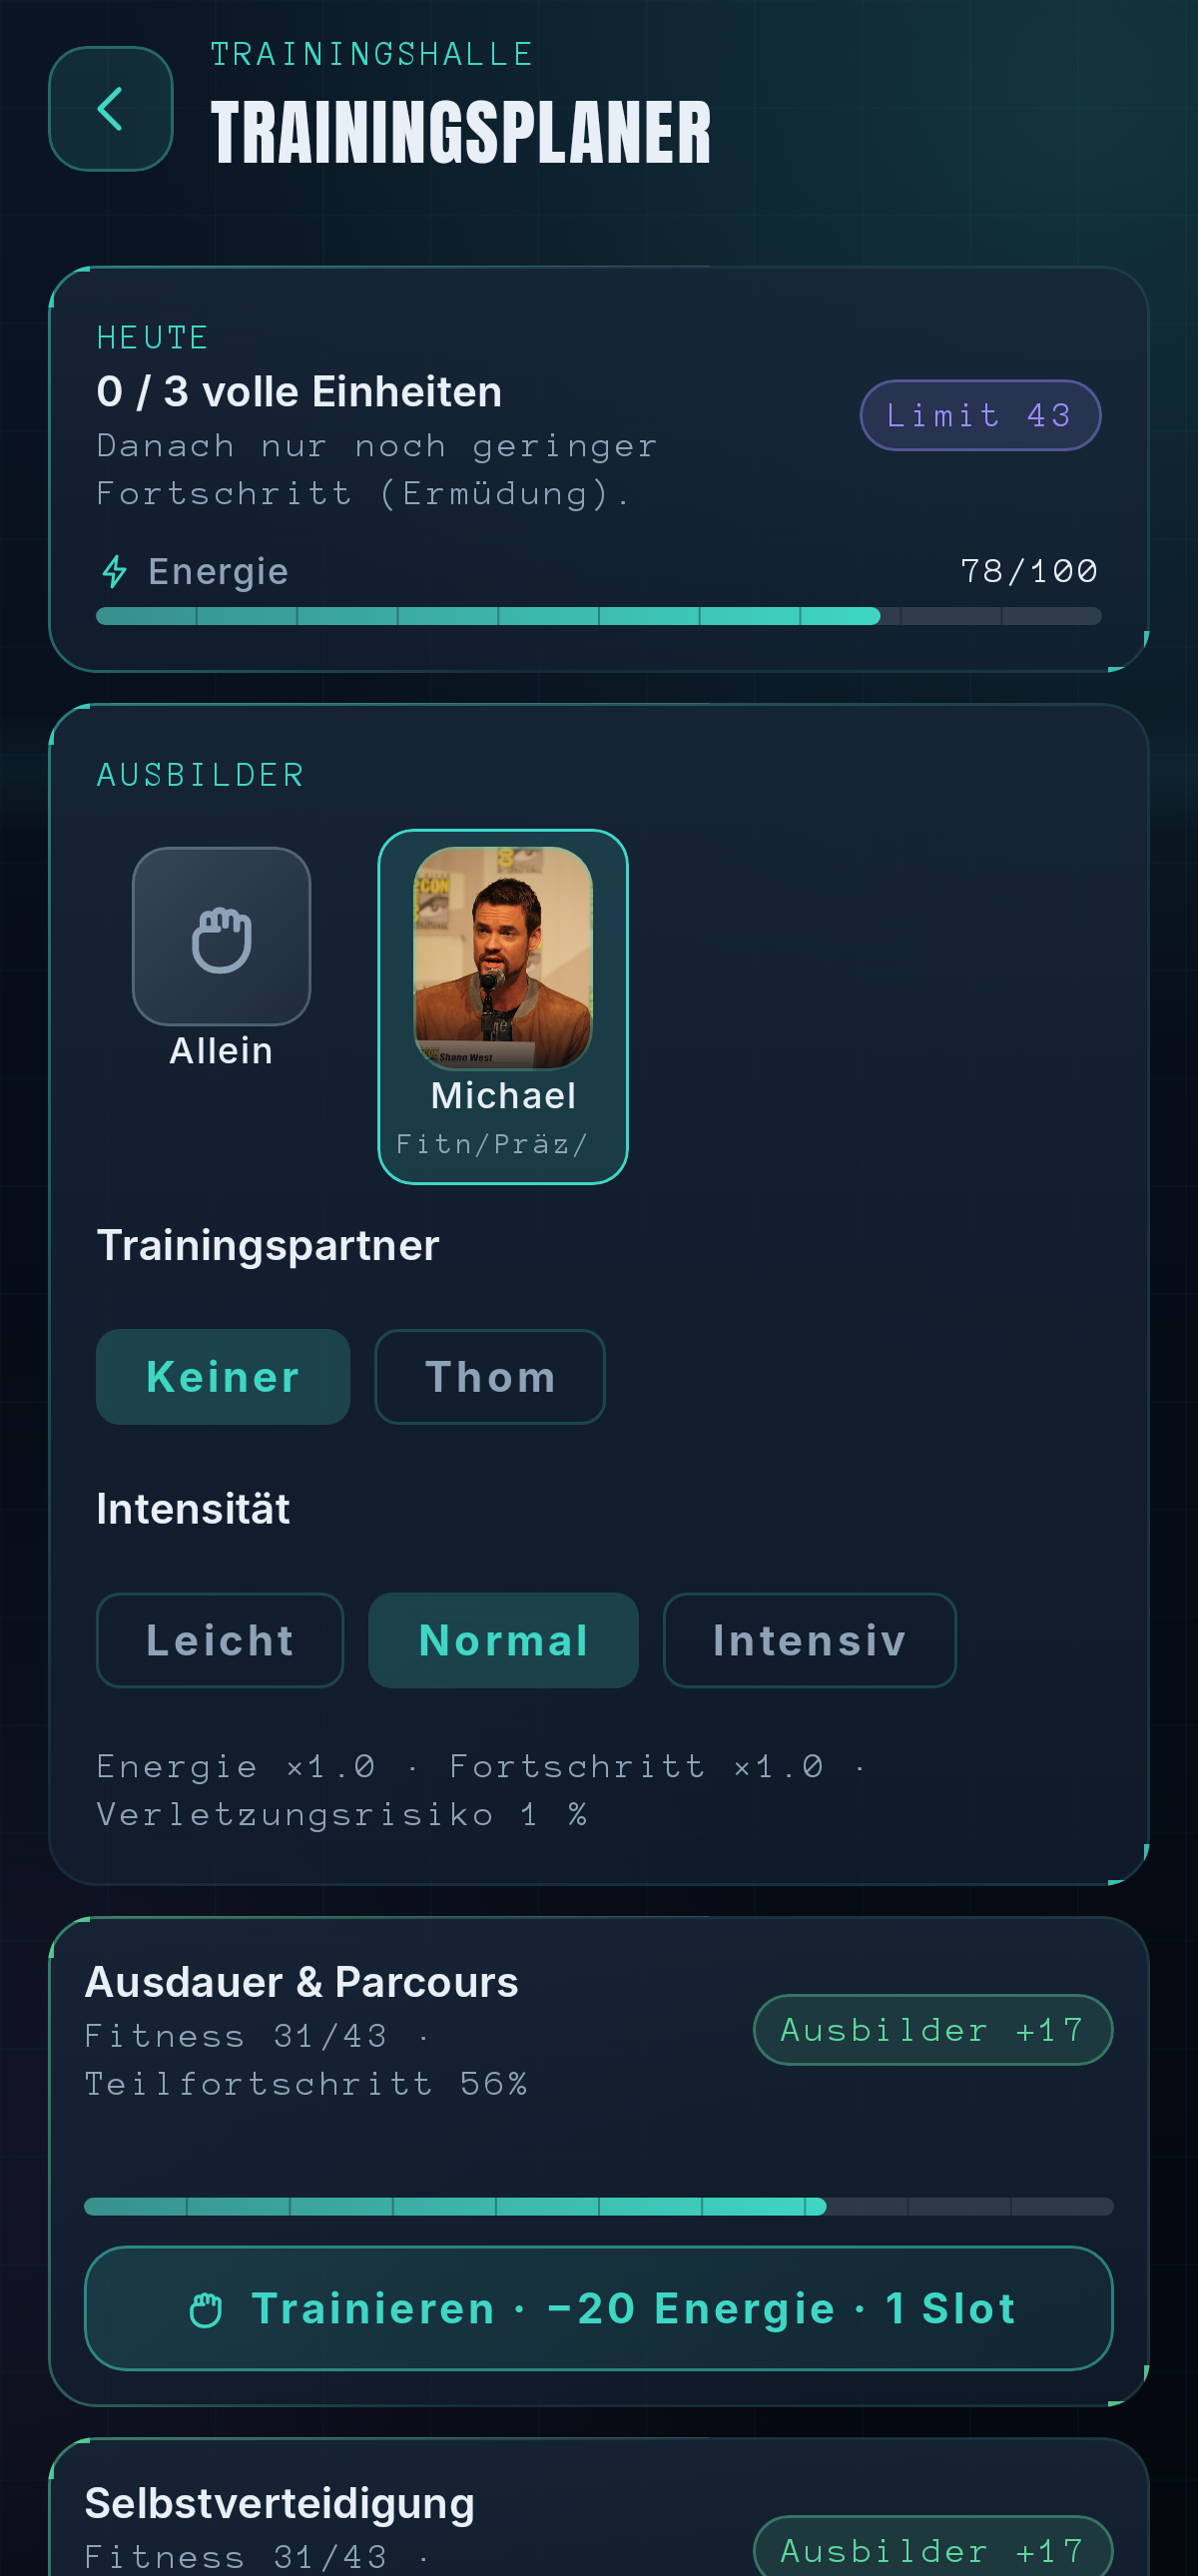 TRAININGSHALLE
TRAININGSPLANER
HEUTE
0 / 3 volle Einheiten
Danach nur noch geringer
Fortschritt (Ermüdung).
Limit 43
Energie
78/100
AUSBILDER
CON
Shane West
Allein
Michael
Fitn/Präz/
Trainingspartner
Keiner
Thom
Intensität
Leicht
Normal
Intensiv
Energie ×1.0 · Fortschritt ×1.0 ·
Verletzungsrisiko 1 %
Ausdauer & Parcours
Fitness 31/43 ·
Teilfortschritt 56%
Ausbilder +17
Trainieren · −20 Energie · 1 Slot
Selbstverteidigung
Fitness 31/43 ·
Ausbilder +17